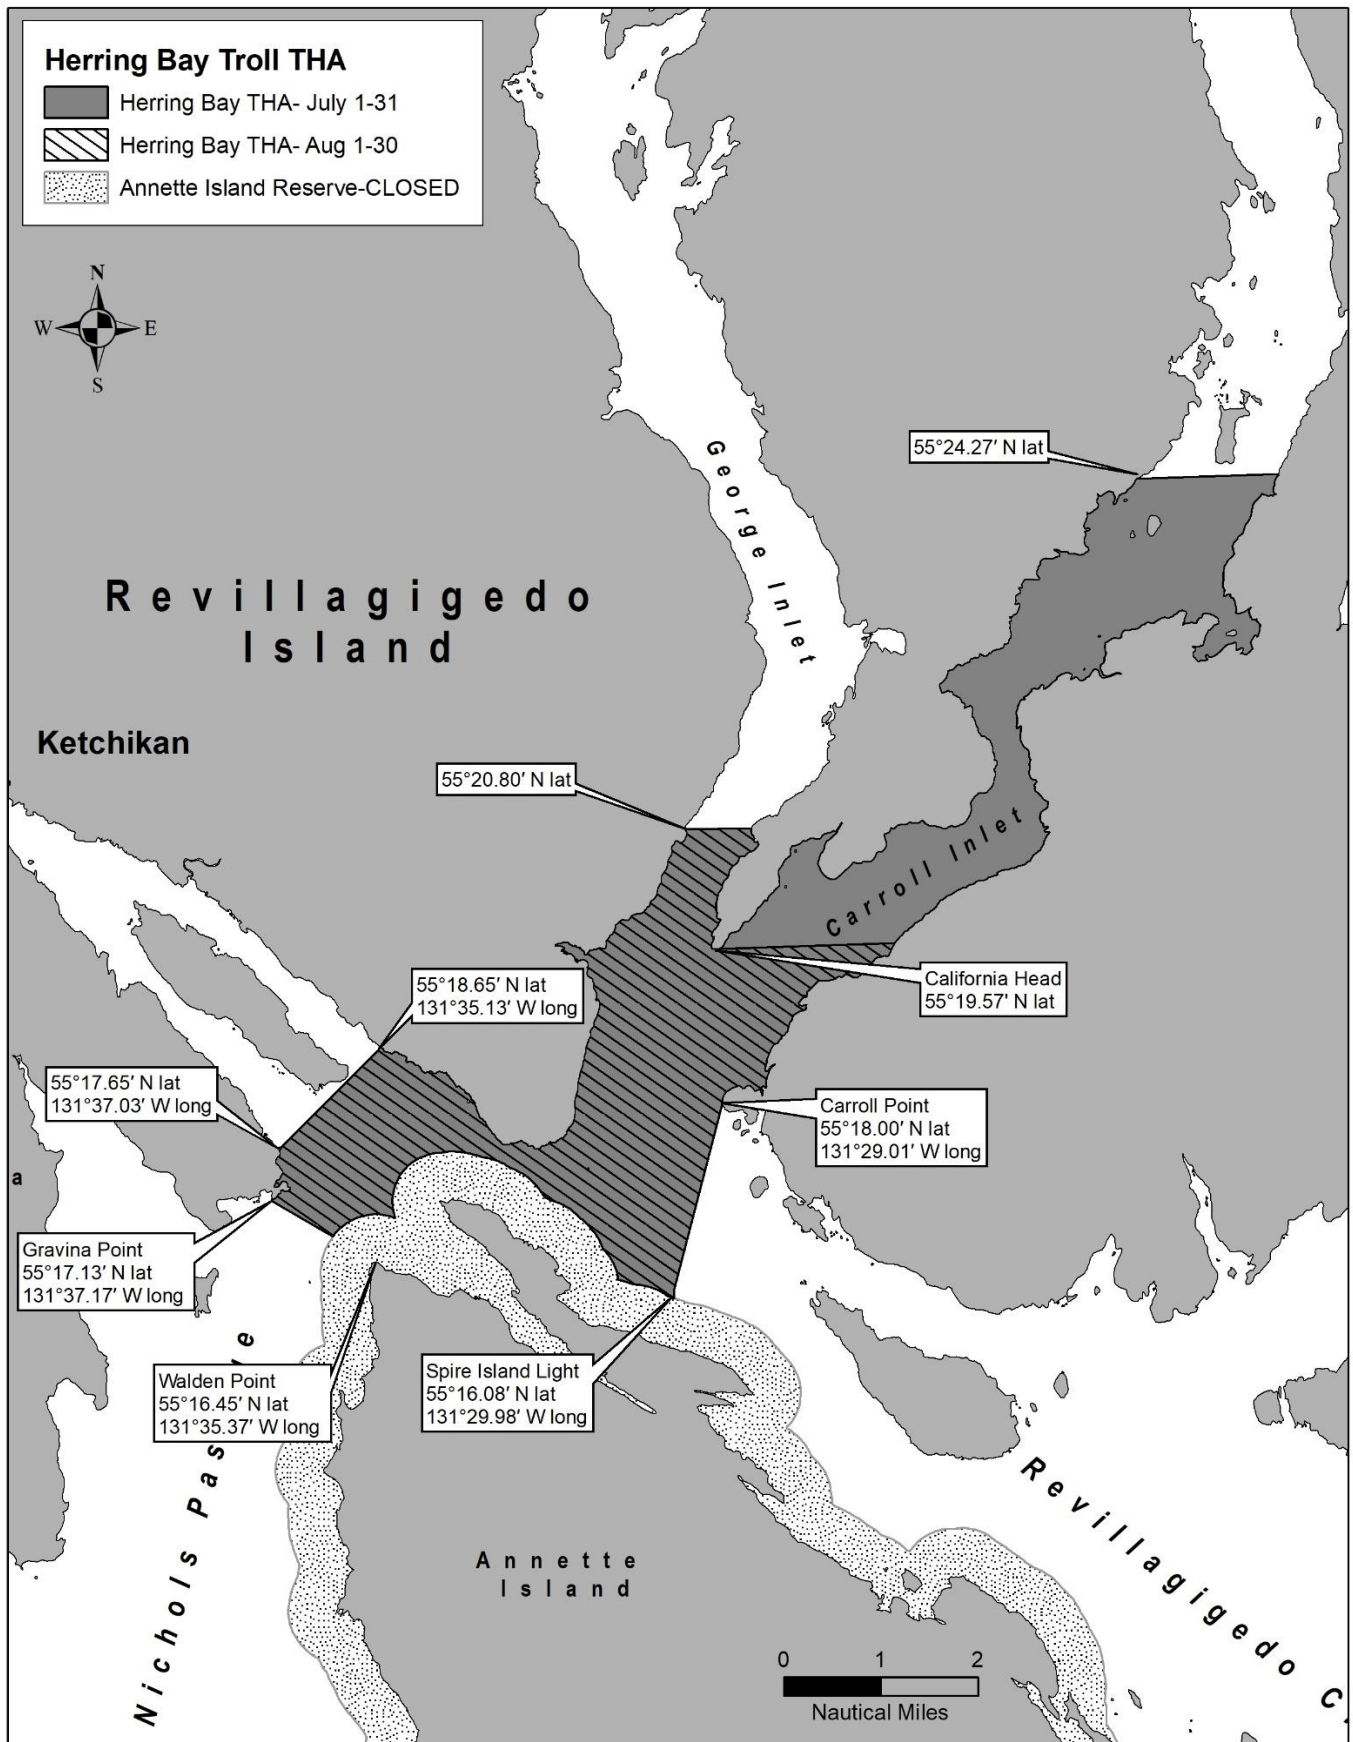 Herring Bay Troll THA
Herring Bay THA- July 1-31
Herring Bay THA- Aug 1-30
Annette Island Reserve-CLOSED
N
W E
S
George Inlet
55°24.27′ N lat
Revillagigedo
Island
Ketchikan
55°20.80′ N lat
Carroll Inlet
California Head
55°19.57' N lat
55°18.65′ N lat
131°35.13′ W long
55°17.65′ N lat
131°37.03′ W long
Carroll Point
55°18.00′ N lat
131°29.01′ W long
a
Gravina Point
55°17.13′ N lat
131°37.17′ W long
Walden Point
55°16.45′ N lat
131°35.37′ W long
Spire Island Light
55°16.08′ N lat
131°29.98′ W long
Nichols Pas e
Annette
Island
Revillagigedo C
0 1 2
Nautical Miles